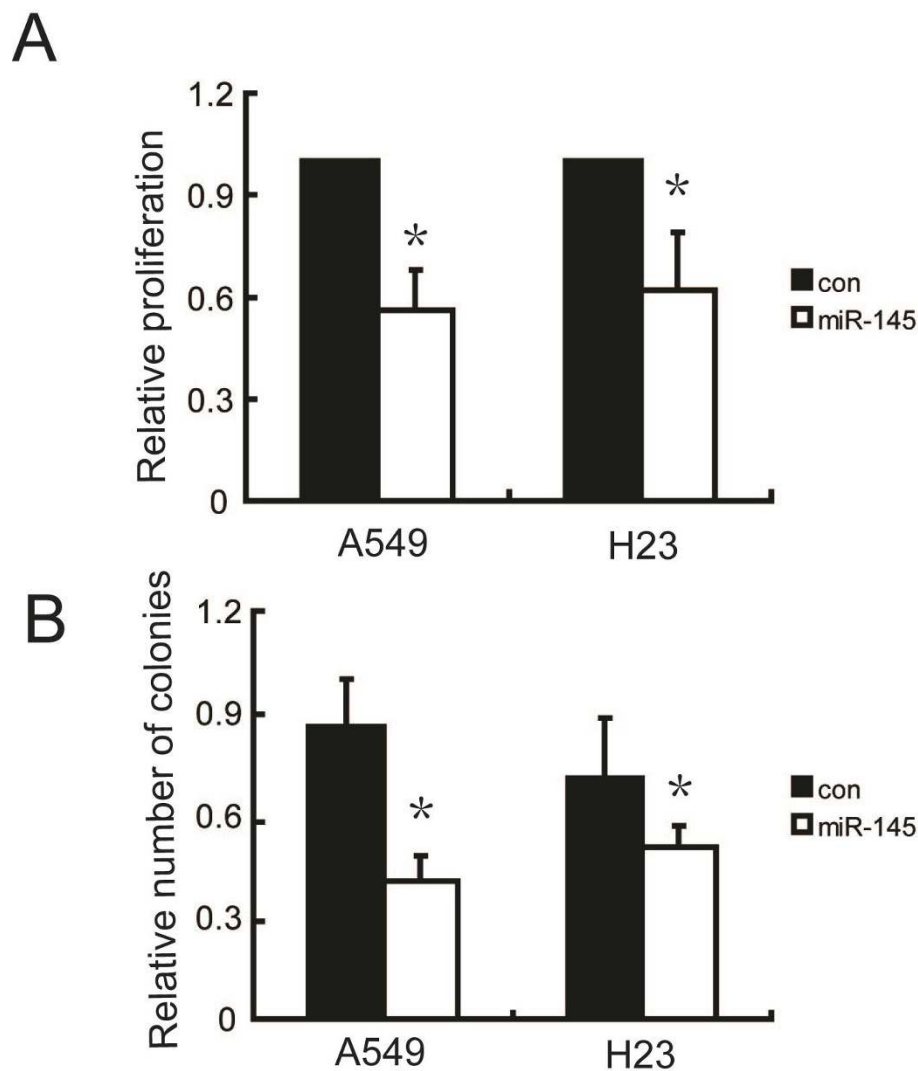 A
Relative proliferation
1.2
0.9
0.6
0.3
0
*
*
con
miR-145
A549
H23
B
Relative number of colonies
1.2
0.9
0.6
0.3
0
*
*
con
miR-145
A549
H23